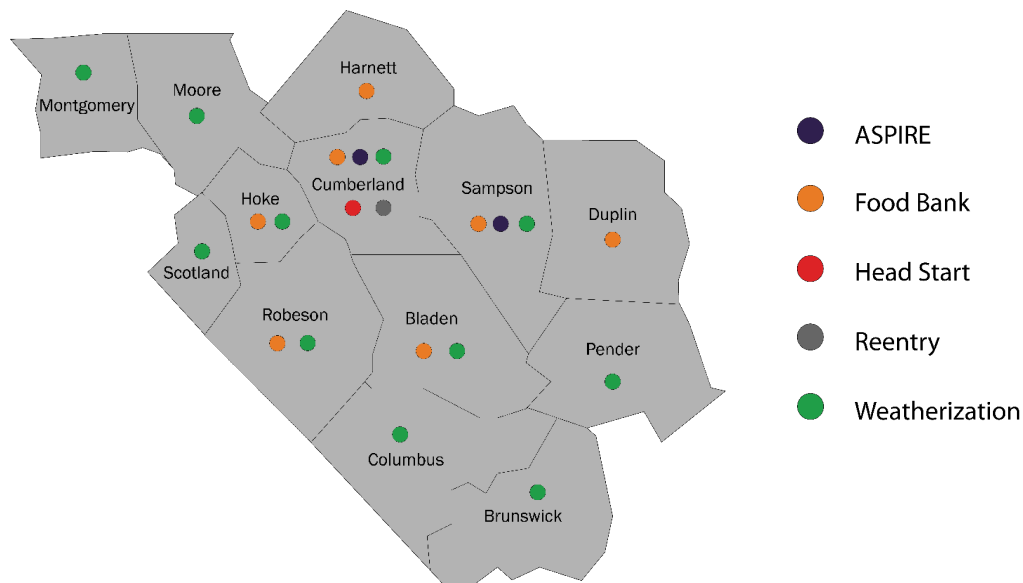 Harnett
Moore
Montgomery
Cumberland
Sampson
Hoke
Duplin
Scotland
Robeson
Bladen
Pender
Columbus
Brunswick
ASPIRE
Food Bank
Head Start
Reentry
Weatherization